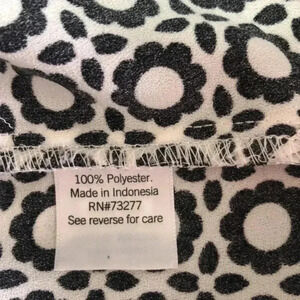 100% Polyester.
Made in Indonesia
RN#73277
See reverse for care